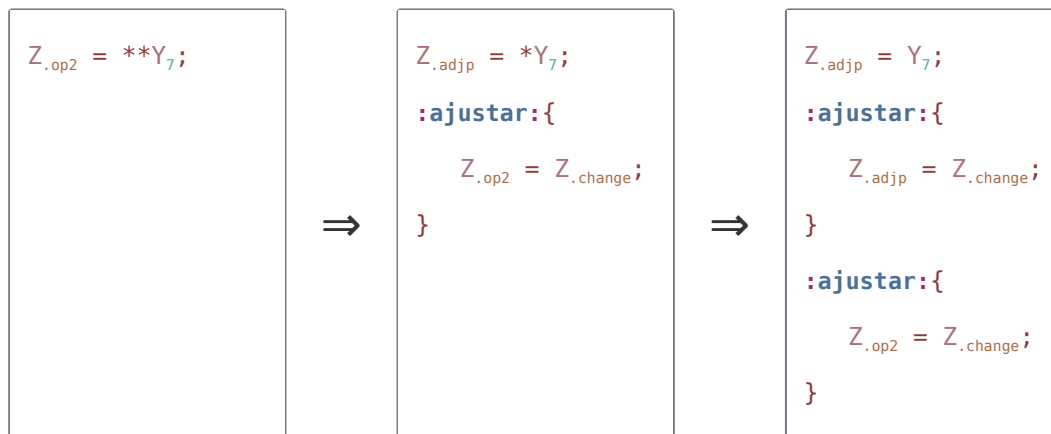 Z.op2 = **Y7;
⇒
Z.adjp = *Y7;
:ajustar:{
Z.op2 = Z.change;
}
⇒
Z.adjp = Y7;
:ajustar:{
Z.adjp = Z.change;
}
:ajustar:{
Z.op2 = Z.change;
}